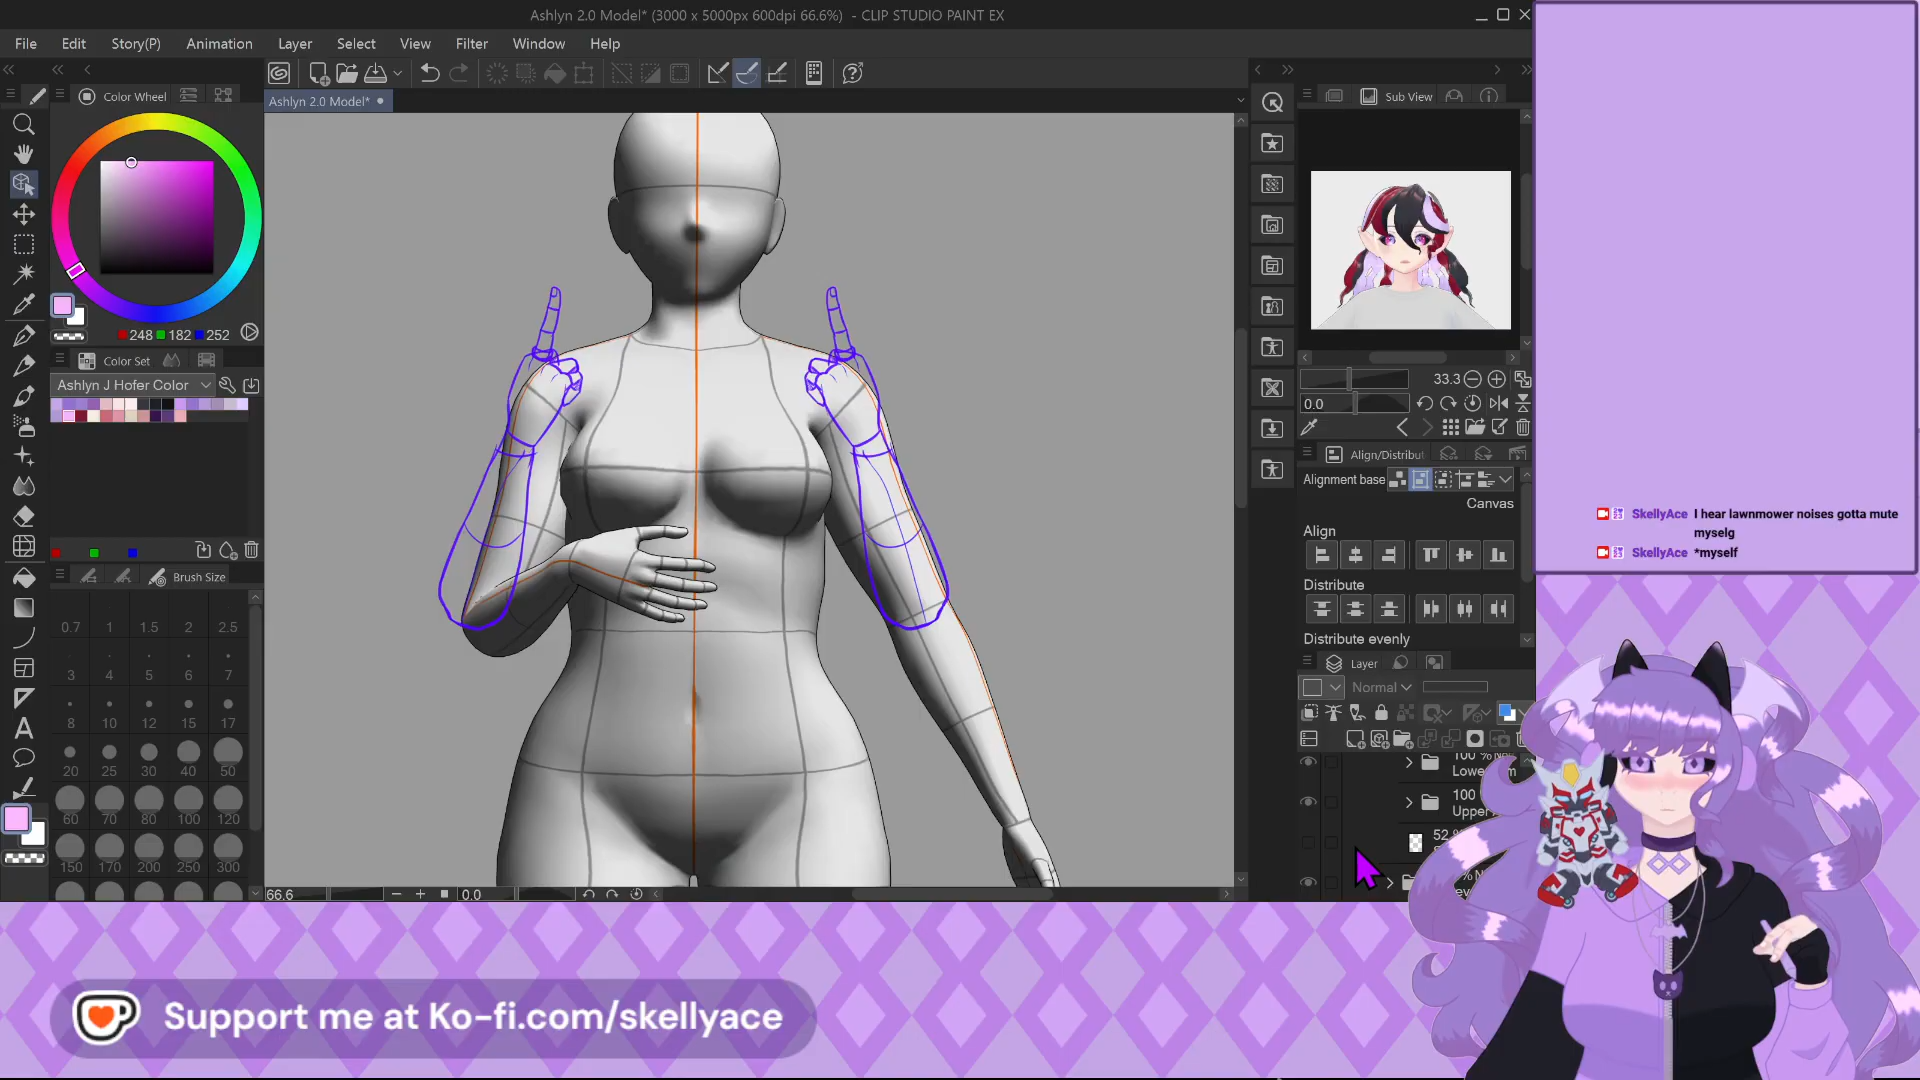 Ashlyn 2.0 Model* (3000 x 5000px 600dpi 66.6%) - CLIP STUDIO PAINT EX
File Edit Story(P) Animation Layer Select View Filter Window Help
Color Wheel
Ashlyn 2.0 Model*
Sub View
248 182 252
Color Set
Ashlyn J Hofer Color
33.3
0.0
Align/Distribut
Alignment base
Canvas
Align
Distribute
Distribute evenly
Brush Size
0.7 1 1.5 2 2.5
3 4 5 6 7
8 10 12 15 17
20 25 30 40 50
60 70 80 100 120
150 170 200 250 300
Layer
Normal
100 %
Lowe
100
Upper
52
66.6
0.0
SkellyAce I hear lawnmower noises gotta mute
myselg
SkellyAce *myself
Support me at Ko-fi.com/skellyace